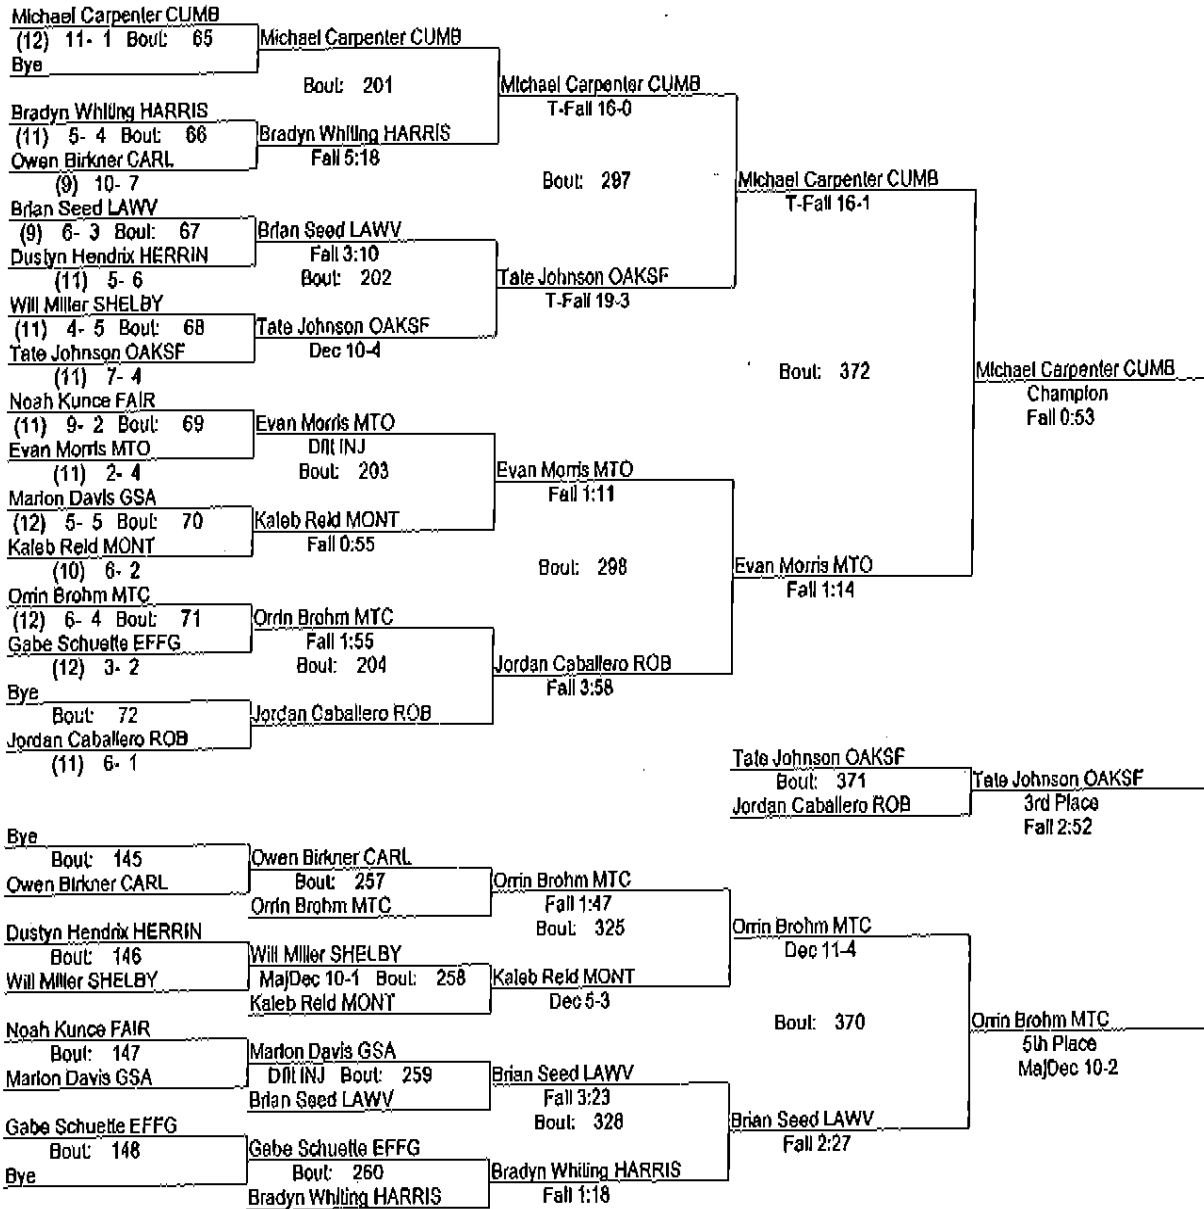 Michael Carpenter CUMB
(12) 11- 1 Bout: 65
Bye
Michael Carpenter CUMB
Bout: 201
Bradyn Whiting HARRIS
(11) 5- 4 Bout: 66
Owen Birkner CARL
(9) 10- 7
Bradyn Whiting HARRIS
Fall 5:18
Michael Carpenter CUMB
T-Fall 16-0
Bout: 297
Brian Seed LAWV
(9) 6- 3 Bout: 67
Dustyn Hendrix HERRIN
(11) 5- 6
Brian Seed LAWV
Fall 3:10
Bout: 202
Will Miller SHELBY
(11) 4- 5 Bout: 68
Tate Johnson OAKSF
(11) 7- 4
Tate Johnson OAKSF
Dec 10-4
Tate Johnson OAKSF
T-Fall 19-3
Michael Carpenter CUMB
T-Fall 16-1
Bout: 372
Noah Kunce FAIR
(11) 9- 2 Bout: 69
Evan Morris MTO
(11) 2- 4
Evan Morris MTO
Dflt INJ
Bout: 203
Marlon Davis GSA
(12) 5- 5 Bout: 70
Kaleb Reid MONT
(10) 6- 2
Kaleb Reid MONT
Fall 0:55
Evan Morris MTO
Fall 1:11
Bout: 298
Orrin Brohm MTC
(12) 6- 4 Bout: 71
Gabe Schuette EFFG
(12) 3- 2
Orrin Brohm MTC
Fall 1:55
Bout: 204
Bye
Bout: 72
Jordan Caballero ROB
(11) 6- 1
Jordan Caballero ROB
Jordan Caballero ROB
Fall 3:58
Evan Morris MTO
Fall 1:14
Michael Carpenter CUMB
Champion
Fall 0:53
Tate Johnson OAKSF
Bout: 371
Jordan Caballero ROB
Tate Johnson OAKSF
3rd Place
Fall 2:52
Bye
Bout: 145
Owen Birkner CARL
Owen Birkner CARL
Bout: 257
Orrin Brohm MTC
Orrin Brohm MTC
Fall 1:47
Bout: 325
Dustyn Hendrix HERRIN
Bout: 146
Will Miller SHELBY
Will Miller SHELBY
MajDec 10-1 Bout: 258
Kaleb Reid MONT
Kaleb Reid MONT
Dec 5-3
Orrin Brohm MTC
Dec 11-4
Bout: 370
Noah Kunce FAIR
Bout: 147
Marlon Davis GSA
Marlon Davis GSA
Dflt INJ Bout: 259
Brian Seed LAWV
Brian Seed LAWV
Fall 3:23
Bout: 328
Gabe Schuette EFFG
Bout: 148
Bye
Gabe Schuette EFFG
Bout: 260
Bradyn Whiting HARRIS
Bradyn Whiting HARRIS
Fall 1:18
Brian Seed LAWV
Fall 2:27
Orrin Brohm MTC
5th Place
MajDec 10-2